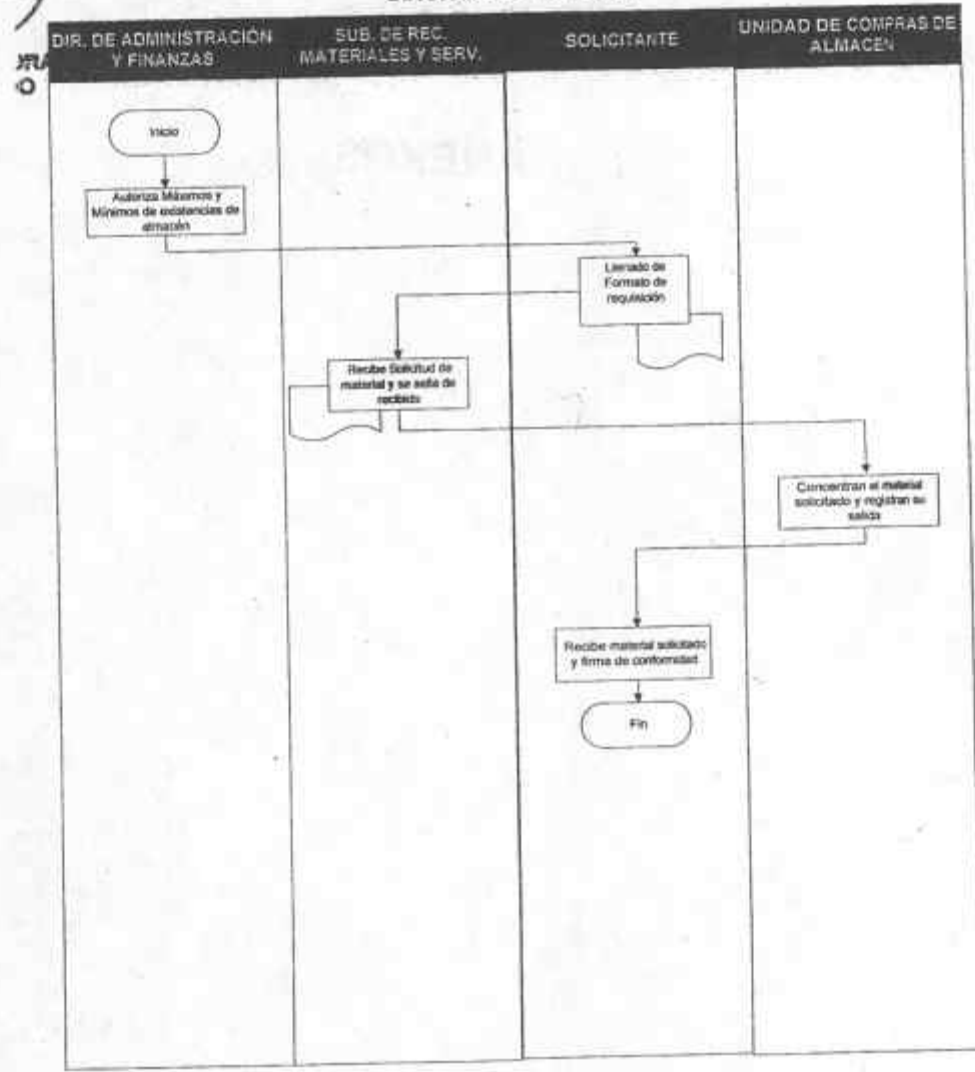 DIR. DE ADMINISTRACIÓN
Y FINANZAS
SUB. DE REC.
MATERIALES Y SERV.
SOLICITANTE
UNIDAD DE COMPRAS DE
ALMACEN
Inicio
Autoriza Máximos y
Mínimos de existencias de
almacén
Llenado de
Formato de
requisición
Recibe Solicitud de
material y se sella de
recibido
Concentran el material
solicitado y registran su
salida
Recibe material solicitado
y firma de conformidad
Fin